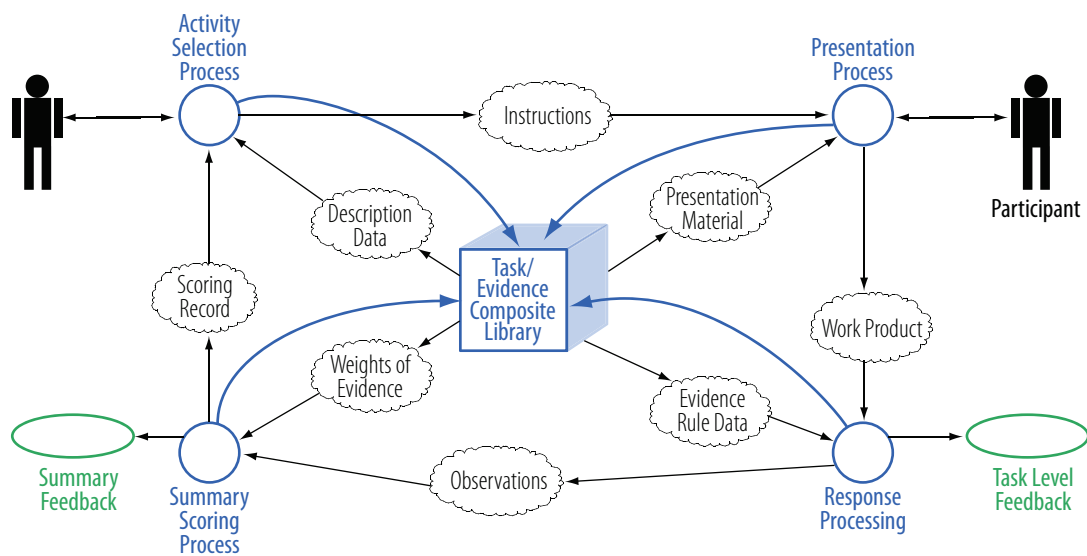 Activity
Selection
Process
Presentation
Process
Instructions
Participant
Description
Data
Presentation
Material
Task/
Evidence
Composite
Library
Scoring
Record
Work Product
Weights of
Evidence
Evidence
Rule Data
Observations
Summary
Feedback
Summary
Scoring
Process
Response
Processing
Task Level
Feedback